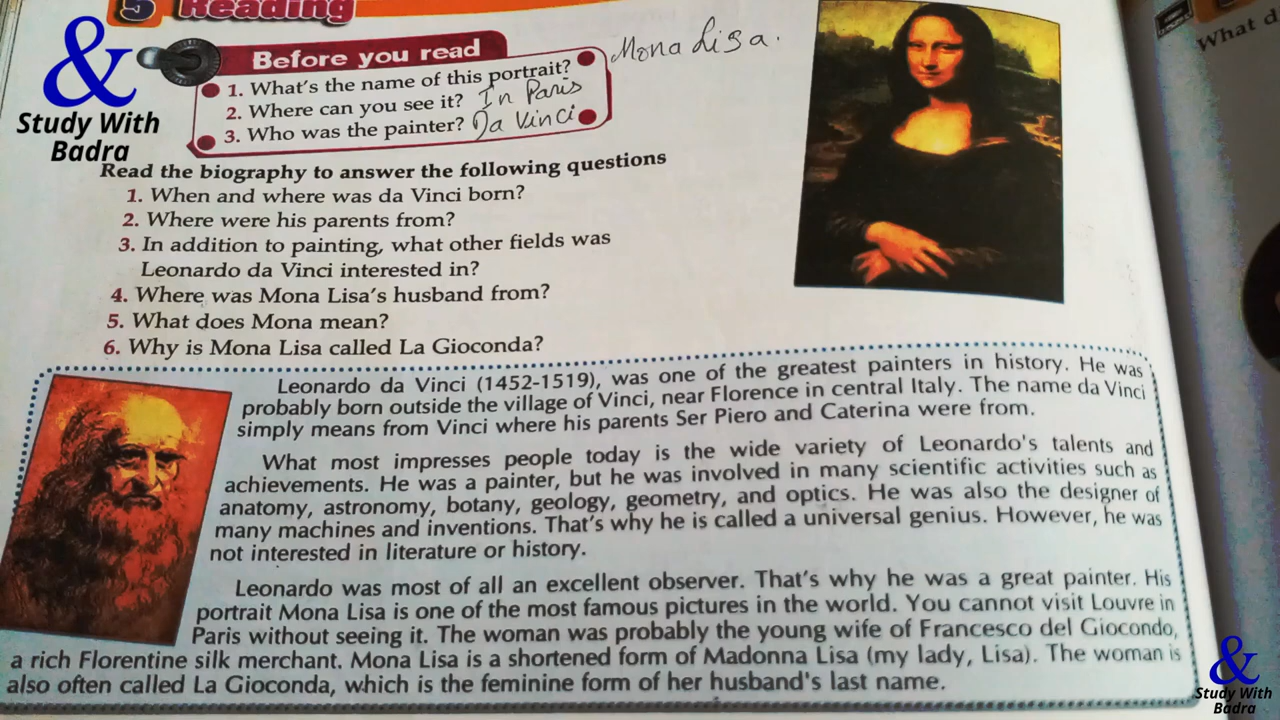 5 Reading
&
Study With
Badra
Before you read
1. What's the name of this portrait? Mona Lisa.
2. Where can you see it? In Paris
3. Who was the painter? Da Vinci
Read the biography to answer the following questions
1. When and where was da Vinci born?
2. Where were his parents from?
3. In addition to painting, what other fields was
Leonardo da Vinci interested in?
4. Where was Mona Lisa's husband from?
5. What does Mona mean?
6. Why is Mona Lisa called La Gioconda?
Leonardo da Vinci (1452-1519), was one of the greatest painters in history. He was
probably born outside the village of Vinci, near Florence in central Italy. The name da Vinci
simply means from Vinci where his parents Ser Piero and Caterina were from.
What most impresses people today is the wide variety of Leonardo's talents and
achievements. He was a painter, but he was involved in many scientific activities such as
anatomy, astronomy, botany, geology, geometry, and optics. He was also the designer of
many machines and inventions. That's why he is called a universal genius. However, he was
not interested in literature or history.
Leonardo was most of all an excellent observer. That's why he was a great painter. His
portrait Mona Lisa is one of the most famous pictures in the world. You cannot visit Louvre in
Paris without seeing it. The woman was probably the young wife of Francesco del Giocondo,
a rich Florentine silk merchant. Mona Lisa is a shortened form of Madonna Lisa (my lady, Lisa). The woman is
also often called La Gioconda, which is the feminine form of her husband's last name.
What d
&
Study With
Badra